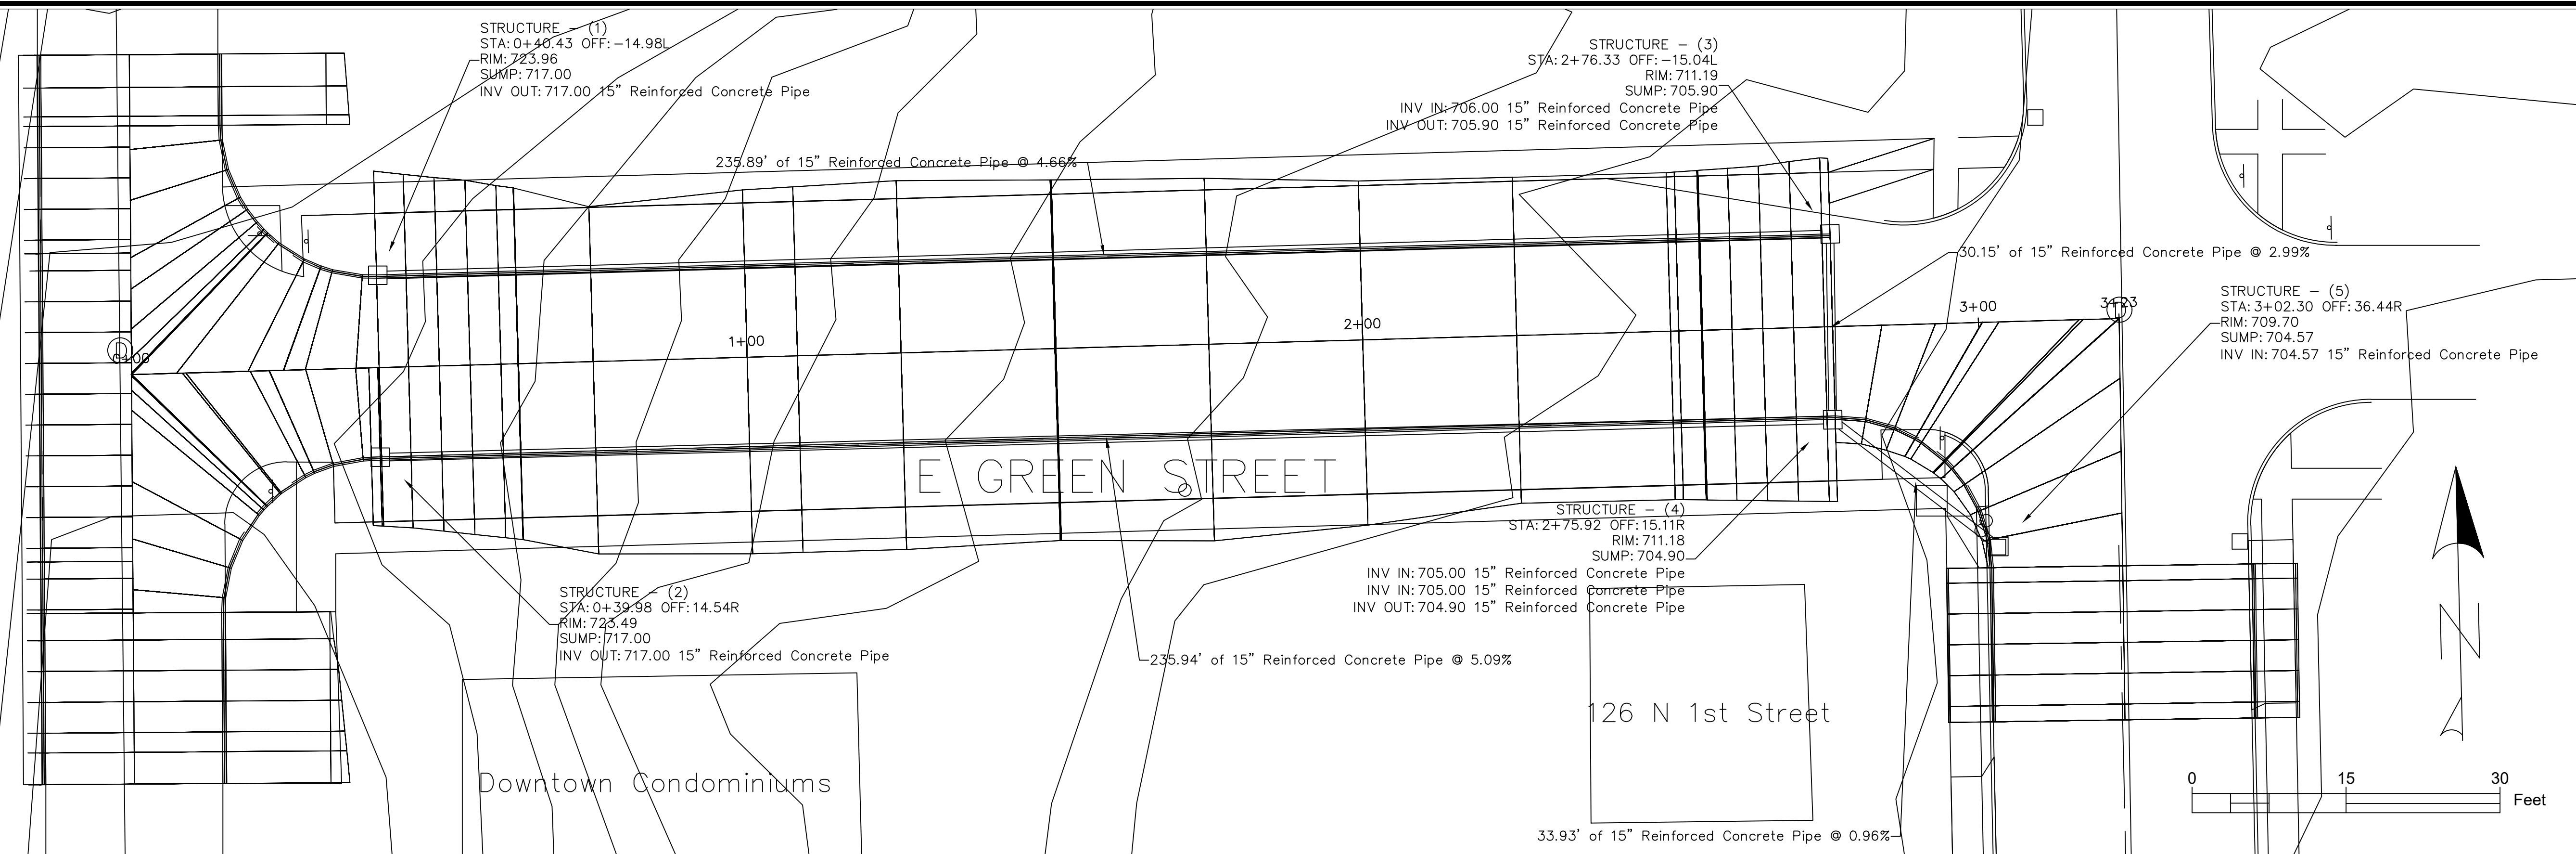 STRUCTURE - (1)
STA: 0+40.43 OFF: -14.98L
RIM: 723.96
SUMP: 717.00
INV OUT: 717.00 15" Reinforced Concrete Pipe
STRUCTURE - (3)
STA: 2+76.33 OFF: -15.04L
RIM: 711.19
SUMP: 705.90
INV IN: 706.00 15" Reinforced Concrete Pipe
INV OUT: 705.90 15" Reinforced Concrete Pipe
235.89' of 15" Reinforced Concrete Pipe @ 4.66%
30.15' of 15" Reinforced Concrete Pipe @ 2.99%
STRUCTURE - (5)
STA: 3+02.30 OFF: 36.44R
RIM: 709.70
SUMP: 704.57
INV IN: 704.57 15" Reinforced Concrete Pipe
D
0+00
1+00
2+00
3+00
3+23
E GREEN STREET
STRUCTURE - (4)
STA: 2+75.92 OFF: 15.11R
RIM: 711.18
SUMP: 704.90
INV IN: 705.00 15" Reinforced Concrete Pipe
INV IN: 705.00 15" Reinforced Concrete Pipe
INV OUT: 704.90 15" Reinforced Concrete Pipe
STRUCTURE - (2)
STA: 0+39.98 OFF: 14.54R
RIM: 723.49
SUMP: 717.00
INV OUT: 717.00 15" Reinforced Concrete Pipe
235.94' of 15" Reinforced Concrete Pipe @ 5.09%
N
126 N 1st Street
Downtown Condominiums
0 15 30
Feet
33.93' of 15" Reinforced Concrete Pipe @ 0.96%